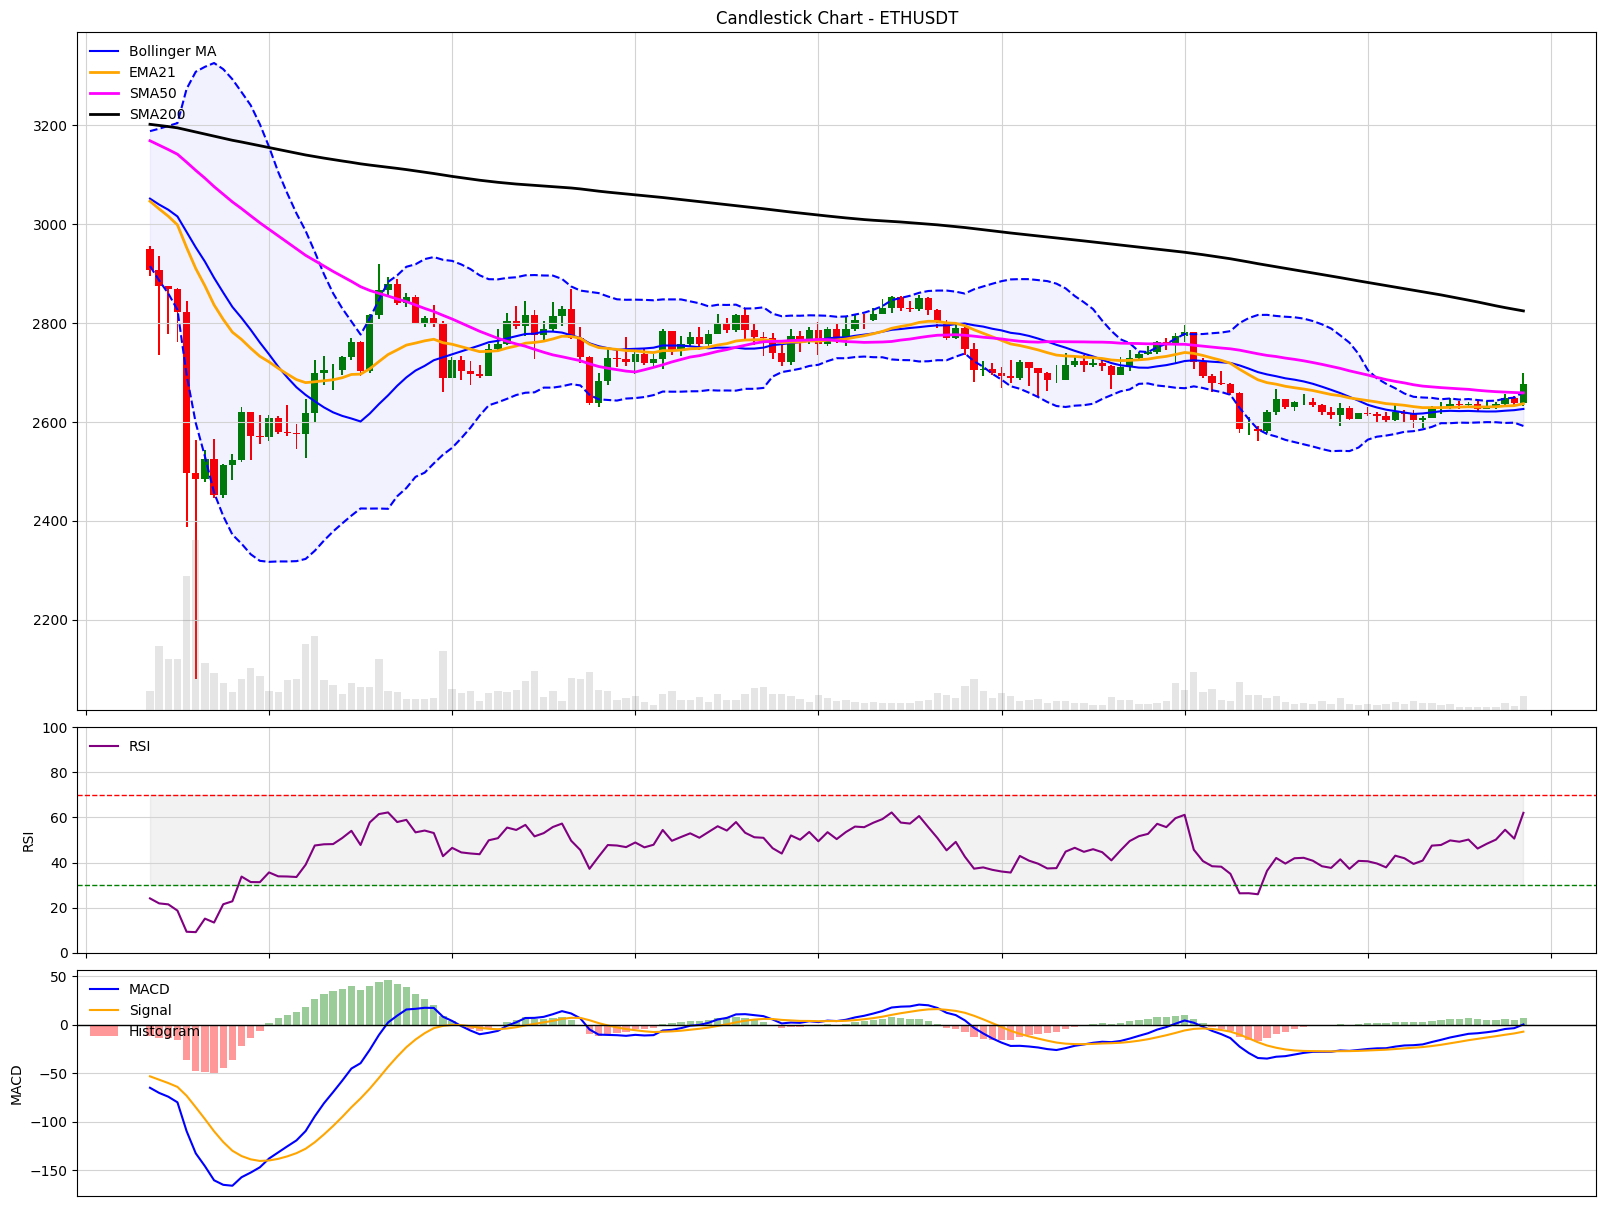 Candlestick Chart - ETHUSDT
Bollinger MA
EMA21
SMA50
SMA200
3200
3000
2800
2600
2400
2200
RSI
100
80
60
40
20
0
RSI
MACD
Signal
Histogram
50
0
−50
−100
−150
MACD